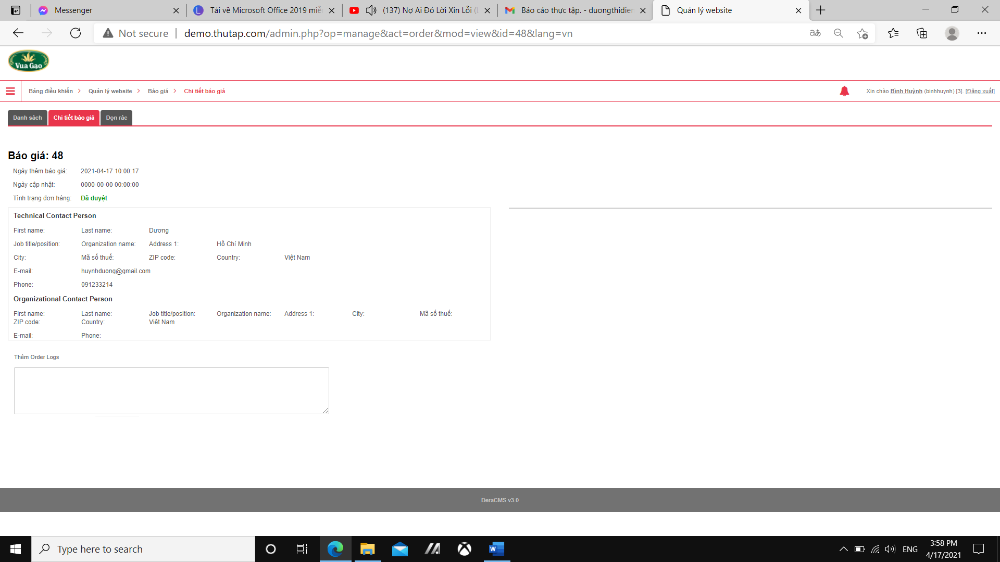 Messenger
Tải về Microsoft Office 2019 miễ
(137) Nợ Ai Đó Lời Xin Lỗi (
Báo cáo thực tập. - duongthidier
Quản lý website
Not secure
demo.thutap.com/admin.php?op=manage&act=order&mod=view&id=48&lang=vn
Vua Gạo
Bảng điều khiển > Quản lý website > Báo giá > Chi tiết báo giá
Xin chào Bình Huỳnh (binhhuynh) [3]. [Đăng xuất]
Danh sách Chi tiết báo giá Dọn rác
Báo giá: 48
Ngày thêm báo giá: 2021-04-17 10:00:17
Ngày cập nhật: 0000-00-00 00:00:00
Tình trạng đơn hàng: Đã duyệt
Technical Contact Person
First name: Last name: Dương
Job title/position: Organization name: Address 1: Hồ Chí Minh
City: Mã số thuế: ZIP code: Country: Việt Nam
E-mail: huynhduong@gmail.com
Phone: 091233214
Organizational Contact Person
First name: Last name: Job title/position: Organization name: Address 1: City: Mã số thuế:
ZIP code: Country: Việt Nam
E-mail: Phone:
Thêm Order Logs
DeraCMS v3.0
Type here to search
ENG
3:58 PM
4/17/2021